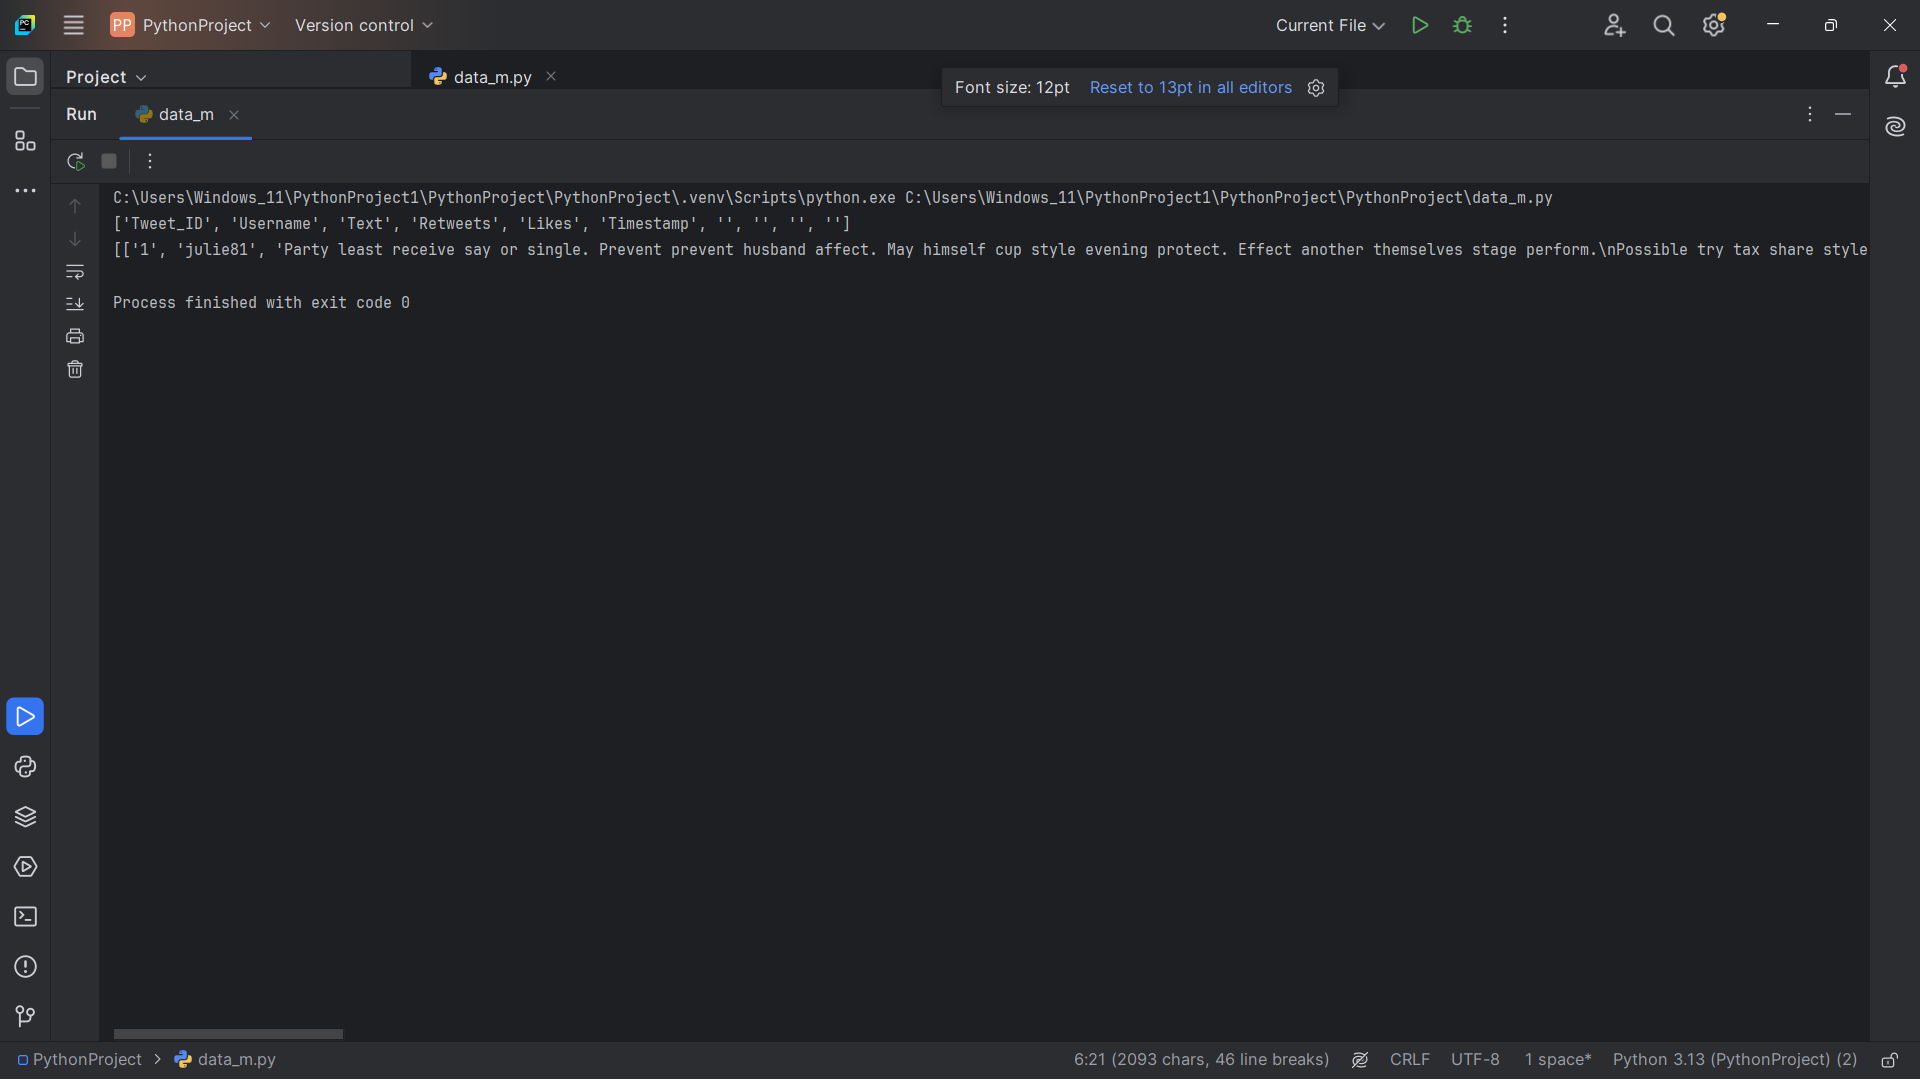 PP PythonProject Version control Current File
Project data_m.py
Font size: 12pt Reset to 13pt in all editors
Run data_m
C:\Users\Windows_11\PythonProject1\PythonProject\PythonProject\.venv\Scripts\python.exe C:\Users\Windows_11\PythonProject1\PythonProject\PythonProject\data_m.py
['Tweet_ID', 'Username', 'Text', 'Retweets', 'Likes', 'Timestamp', '', '', '', '']
[['1', 'julie81', 'Party least receive say or single. Prevent prevent husband affect. May himself cup style evening protect. Effect another themselves stage perform.\nPossible try tax share style
Process finished with exit code 0
PythonProject data_m.py 6:21 (2093 chars, 46 line breaks) CRLF UTF-8 1 space* Python 3.13 (PythonProject) (2)